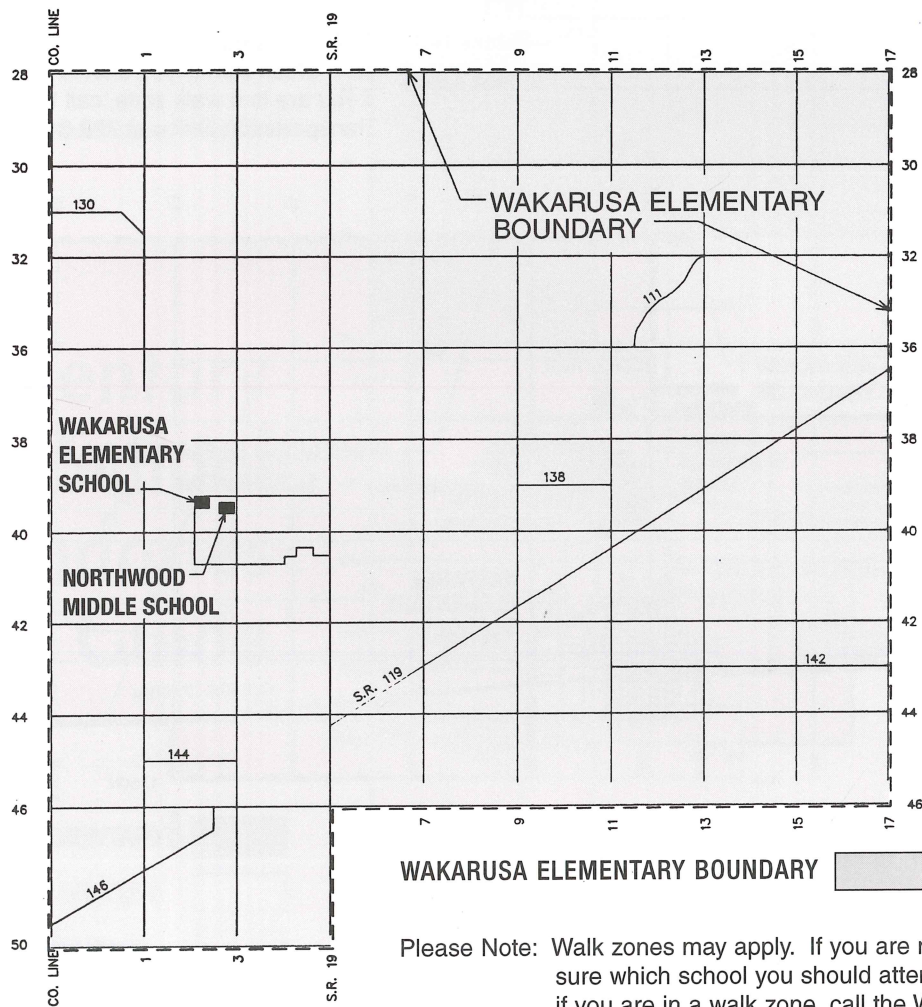 CO. LINE
1
3
S.R. 19
7
9
11
13
15
17
28
28
30
30
130
WAKARUSA ELEMENTARY
BOUNDARY
32
32
111
36
36
WAKARUSA
ELEMENTARY
SCHOOL
38
38
138
40
40
NORTHWOOD
MIDDLE SCHOOL
42
42
142
S.R. 119
44
44
144
46
46
7
9
11
13
15
17
146
WAKARUSA ELEMENTARY BOUNDARY
50
CO. LINE
1
3
S.R. 19
Please Note: Walk zones may apply. If you are
sure which school you should
if you are in a walk zone, call the